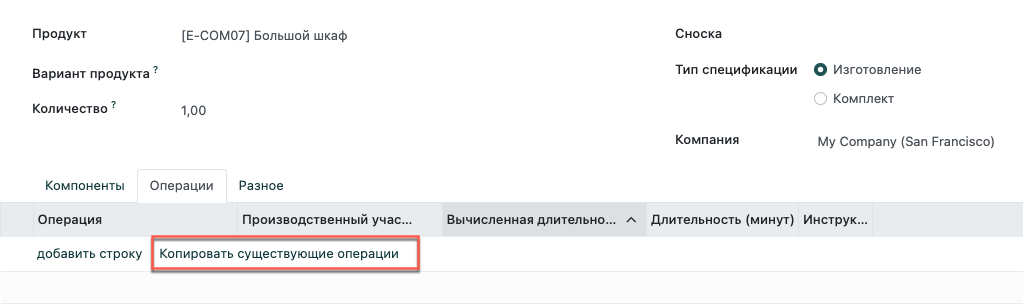 Продукт [E-COM07] Большой шкаф Сноска
Вариант продукта ? Тип спецификации Изготовление
Количество ? 1,00 Комплект
Компания My Company (San Francisco)
Компоненты Операции Разное
Операция Производственный учас... Вычисленная длительно... Длительность (минут) Инструк...
добавить строку Копировать существующие операции